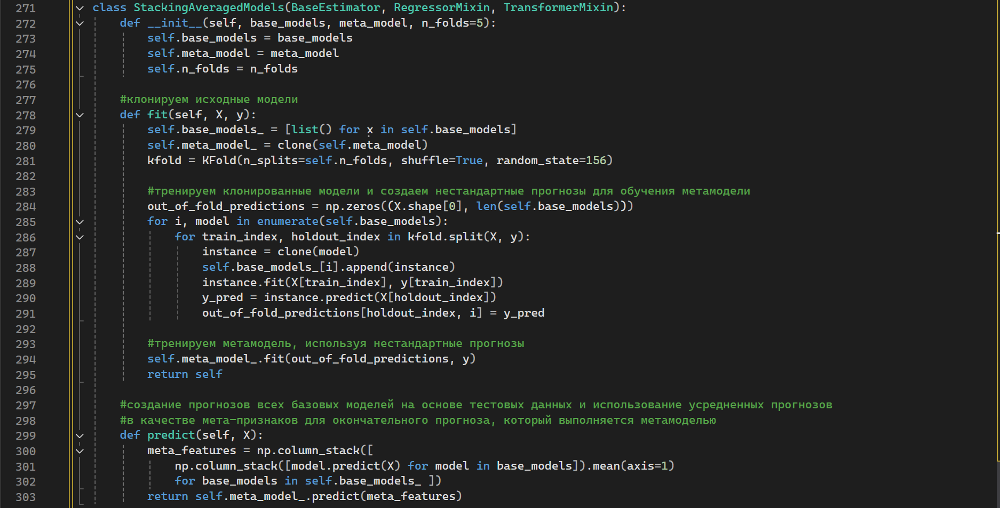 271 class StackingAveragedModels(BaseEstimator, RegressorMixin, TransformerMixin):
272     def __init__(self, base_models, meta_model, n_folds=5):
273         self.base_models = base_models
274         self.meta_model = meta_model
275         self.n_folds = n_folds
276
277     #клонируем исходные модели
278     def fit(self, X, y):
279         self.base_models_ = [list() for x in self.base_models]
280         self.meta_model_ = clone(self.meta_model)
281         kfold = KFold(n_splits=self.n_folds, shuffle=True, random_state=156)
282
283         #тренируем клонированные модели и создаем нестандартные прогнозы для обучения метамодели
284         out_of_fold_predictions = np.zeros((X.shape[0], len(self.base_models)))
285         for i, model in enumerate(self.base_models):
286             for train_index, holdout_index in kfold.split(X, y):
287                 instance = clone(model)
288                 self.base_models_[i].append(instance)
289                 instance.fit(X[train_index], y[train_index])
290                 y_pred = instance.predict(X[holdout_index])
291                 out_of_fold_predictions[holdout_index, i] = y_pred
292
293         #тренируем метамодель, используя нестандартные прогнозы
294         self.meta_model_.fit(out_of_fold_predictions, y)
295         return self
296
297     #создание прогнозов всех базовых моделей на основе тестовых данных и использование усредненных прогнозов
298     #в качестве мета-признаков для окончательного прогноза, который выполняется метамоделью
299     def predict(self, X):
300         meta_features = np.column_stack([
301             np.column_stack([model.predict(X) for model in base_models]).mean(axis=1)
302             for base_models in self.base_models_ ])
303         return self.meta_model_.predict(meta_features)